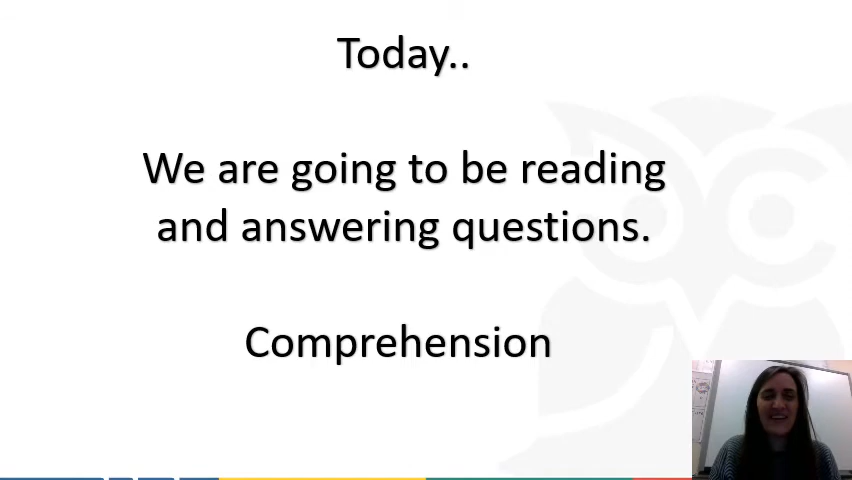 Today..
We are going to be reading
and answering questions.
Comprehension